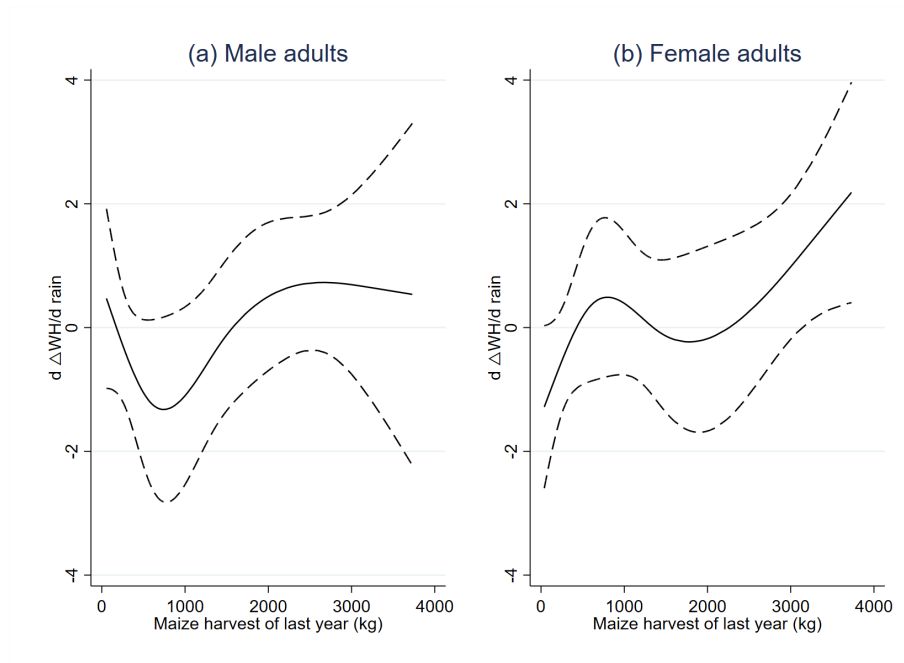 (a) Male adults
d △WH/d rain
4
2
0
-2
-4
0 1000 2000 3000 4000
Maize harvest of last year (kg)
(b) Female adults
d △WH/d rain
4
2
0
-2
-4
0 1000 2000 3000 4000
Maize harvest of last year (kg)